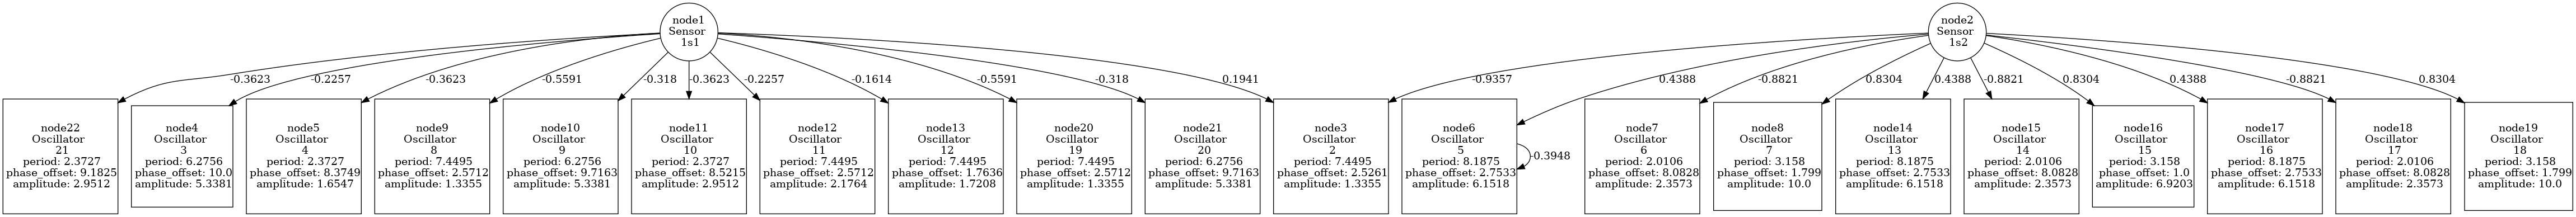 node1
Sensor
1s1
node2
Sensor
1s2
-0.3623
-0.2257
-0.3623
-0.5591
-0.318
-0.3623
-0.2257
-0.1614
-0.5591
-0.318
0.1941
-0.9357
0.4388
-0.8821
0.8304
0.4388
-0.8821
0.8304
0.4388
-0.8821
0.8304
node22
Oscillator
21
period: 2.3727
phase_offset: 9.1825
amplitude: 2.9512
node4
Oscillator
3
period: 6.2756
phase_offset: 10.0
amplitude: 5.3381
node5
Oscillator
4
period: 2.3727
phase_offset: 8.3749
amplitude: 1.6547
node9
Oscillator
8
period: 7.4495
phase_offset: 2.5712
amplitude: 1.3355
node10
Oscillator
9
period: 6.2756
phase_offset: 9.7163
amplitude: 5.3381
node11
Oscillator
10
period: 2.3727
phase_offset: 8.5215
amplitude: 2.9512
node12
Oscillator
11
period: 7.4495
phase_offset: 2.5712
amplitude: 2.1764
node13
Oscillator
12
period: 7.4495
phase_offset: 1.7636
amplitude: 1.7208
node20
Oscillator
19
period: 7.4495
phase_offset: 2.5712
amplitude: 1.3355
node21
Oscillator
20
period: 6.2756
phase_offset: 9.7163
amplitude: 5.3381
node3
Oscillator
2
period: 7.4495
phase_offset: 2.5261
amplitude: 1.3355
node6
Oscillator
5
period: 8.1875
phase_offset: 2.7533
amplitude: 6.1518
-0.3948
node7
Oscillator
6
period: 2.0106
phase_offset: 8.0828
amplitude: 2.3573
node8
Oscillator
7
period: 3.158
phase_offset: 1.799
amplitude: 10.0
node14
Oscillator
13
period: 8.1875
phase_offset: 2.7533
amplitude: 6.1518
node15
Oscillator
14
period: 2.0106
phase_offset: 8.0828
amplitude: 2.3573
node16
Oscillator
15
period: 3.158
phase_offset: 1.0
amplitude: 6.9203
node17
Oscillator
16
period: 8.1875
phase_offset: 2.7533
amplitude: 6.1518
node18
Oscillator
17
period: 2.0106
phase_offset: 8.0828
amplitude: 2.3573
node19
Oscillator
18
period: 3.158
phase_offset: 1.799
amplitude: 10.0